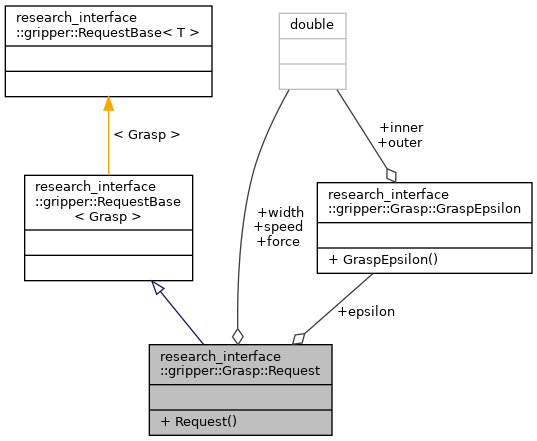 research_interface
::gripper::RequestBase< T >
double
< Grasp >
+inner
+outer
research_interface
::gripper::RequestBase
< Grasp >
research_interface
::gripper::Grasp::GraspEpsilon
+ GraspEpsilon()
+width
+speed
+force
+epsilon
research_interface
::gripper::Grasp::Request
+ Request()